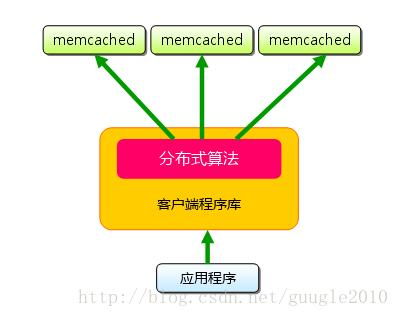 memcached memcached memcached
分布式算法
客户端程序库
应用程序
http://blog.csdn.net/guugle2010